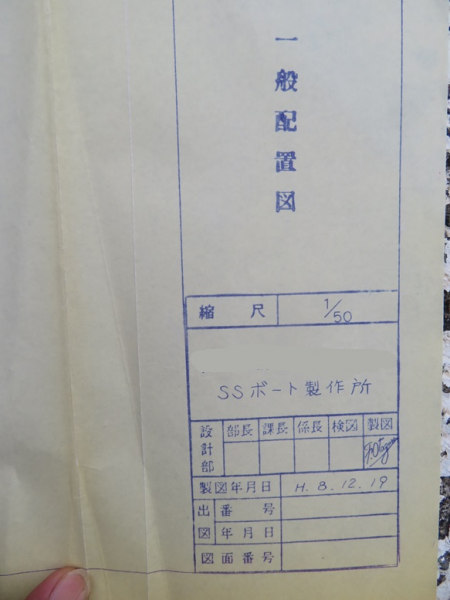 一般配置図
縮尺 1/50
SSボート製作所
設計部 部長 課長 係長 検図 製図
製図年月日 H.8.12.19
出図 番号
年月日
図面番号